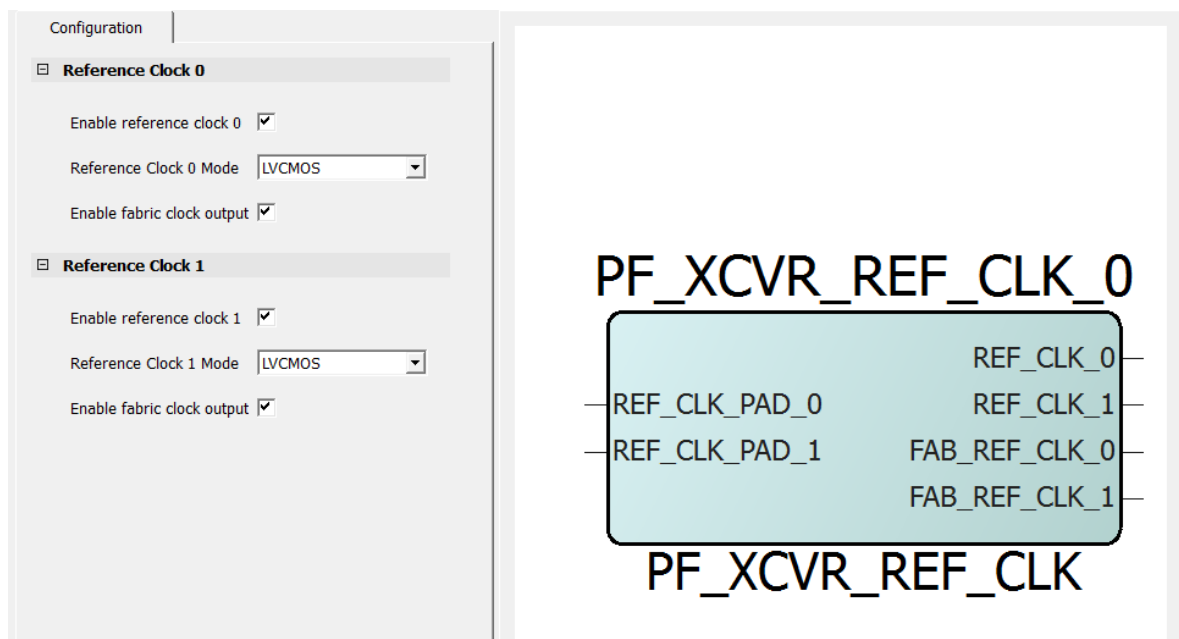 Configuration
Reference Clock 0
Enable reference clock 0
Reference Clock 0 Mode LVCMOS
Enable fabric clock output
Reference Clock 1
Enable reference clock 1
Reference Clock 1 Mode LVCMOS
Enable fabric clock output
PF_XCVR_REF_CLK_0
REF_CLK_0
REF_CLK_PAD_0 REF_CLK_1
REF_CLK_PAD_1 FAB_REF_CLK_0
FAB_REF_CLK_1
PF_XCVR_REF_CLK